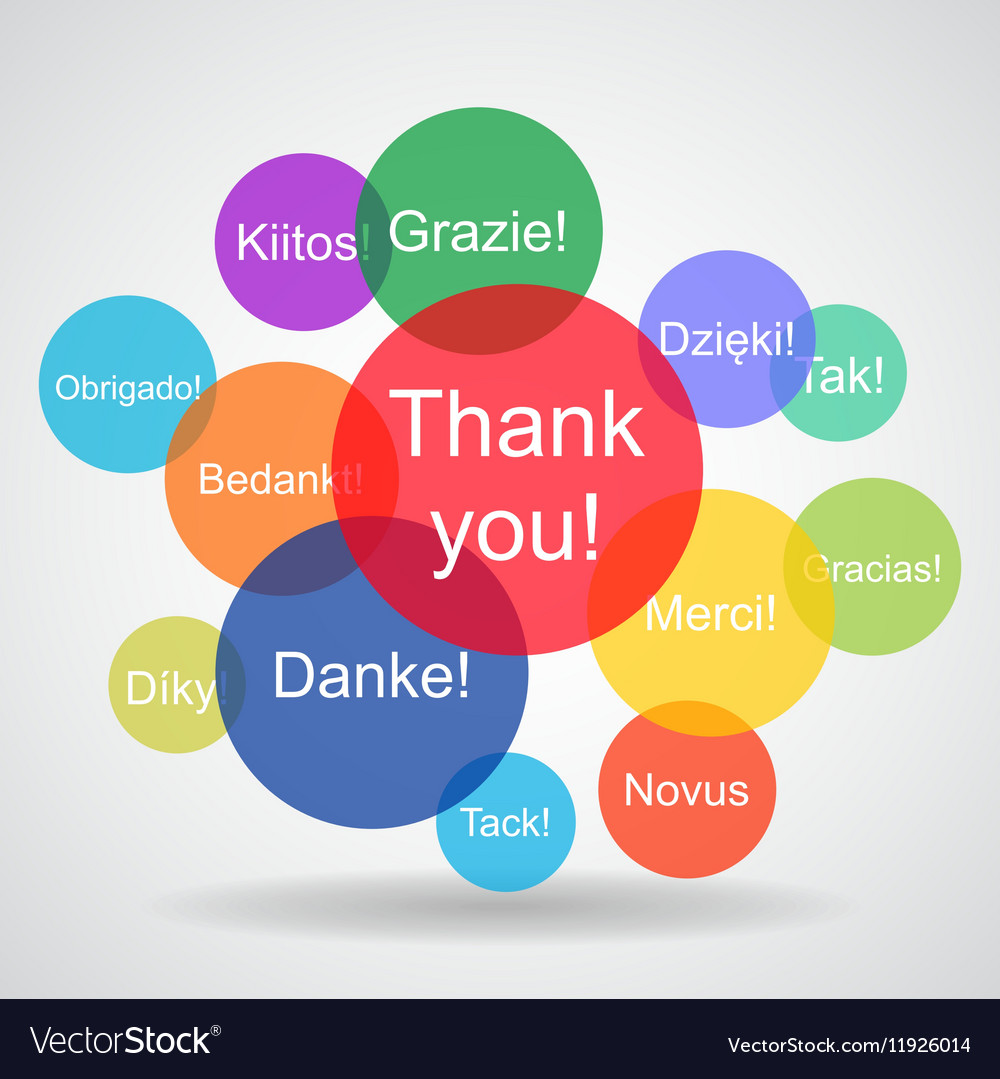 Kiitos!
Grazie!
Dzięki!
Tak!
Obrigado!
Thank
you!
Bedankt!
Gracias!
Merci!
Danke!
Díky!
Novus
Tack!
VectorStock®
VectorStock.com/11926014